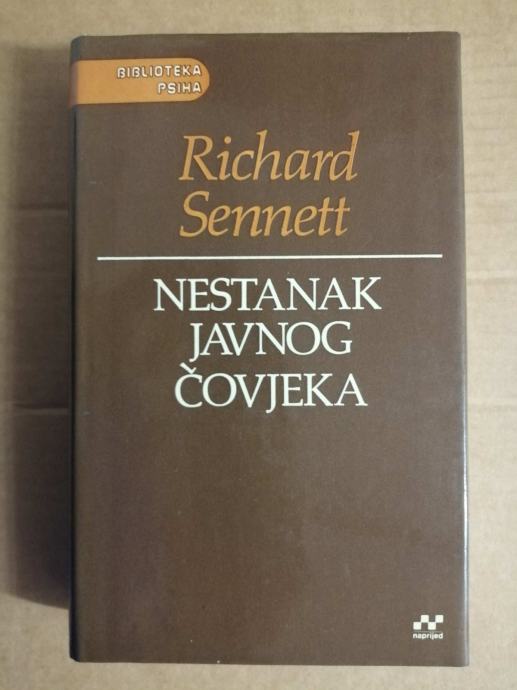 BIBLIOTEKA
PSIHA
Richard
Sennett
NESTANAK
JAVNOG
ČOVJEKA
naprijed